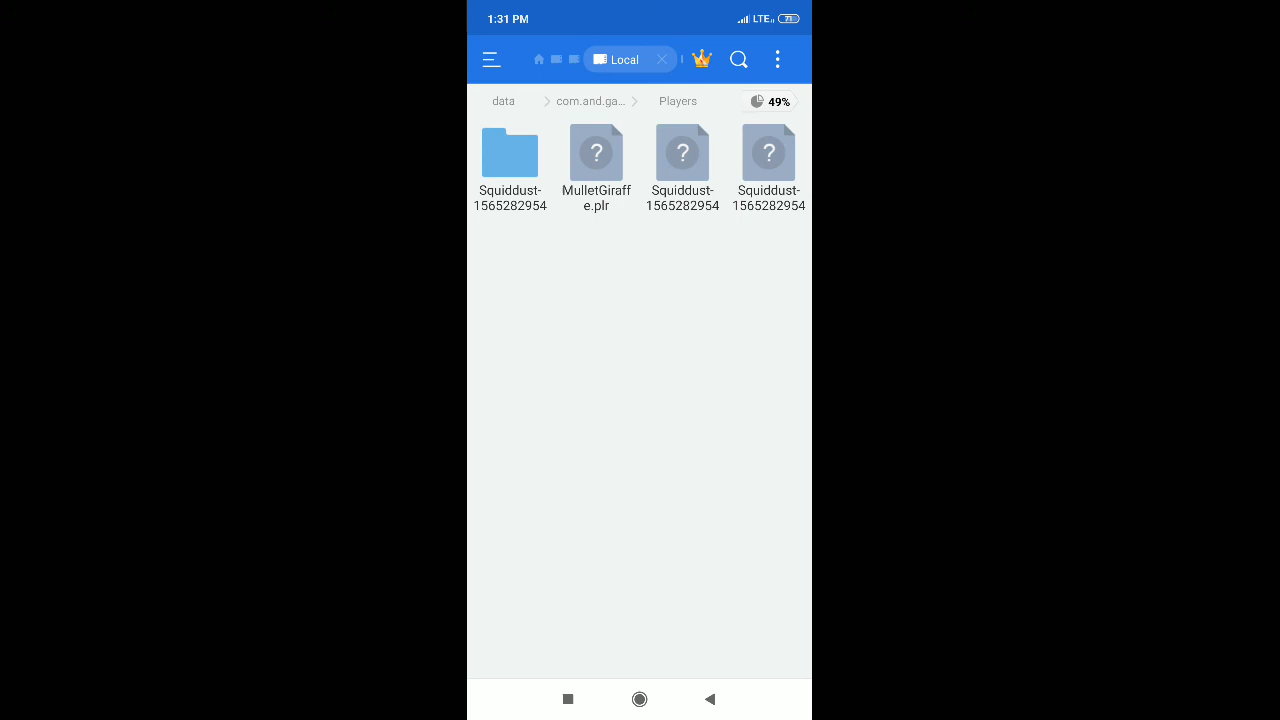 1:31 PM
LTE
71
Local
data
com.and.ga...
Players
49%
Squiddust-
1565282954
MulletGiraff
e.plr
Squiddust-
1565282954
Squiddust-
1565282954